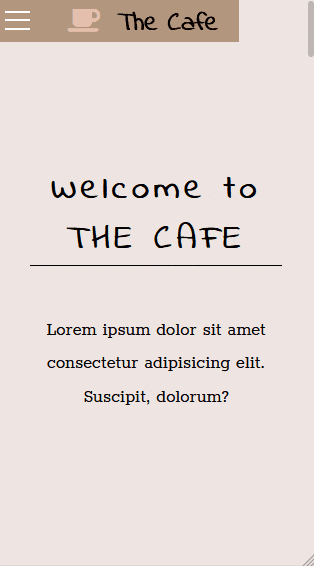 The Cafe
Welcome to
THE CAFE
Lorem ipsum dolor sit amet
consectetur adipisicing elit.
Suscipit, dolorum?